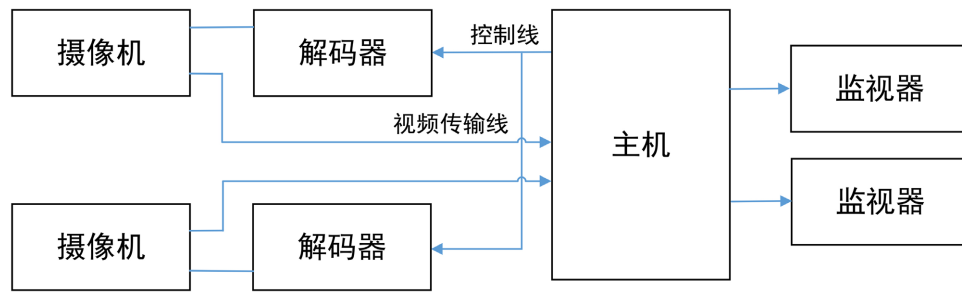 摄像机
解码器
控制线
监视器
视频传输线
主机
监视器
摄像机
解码器